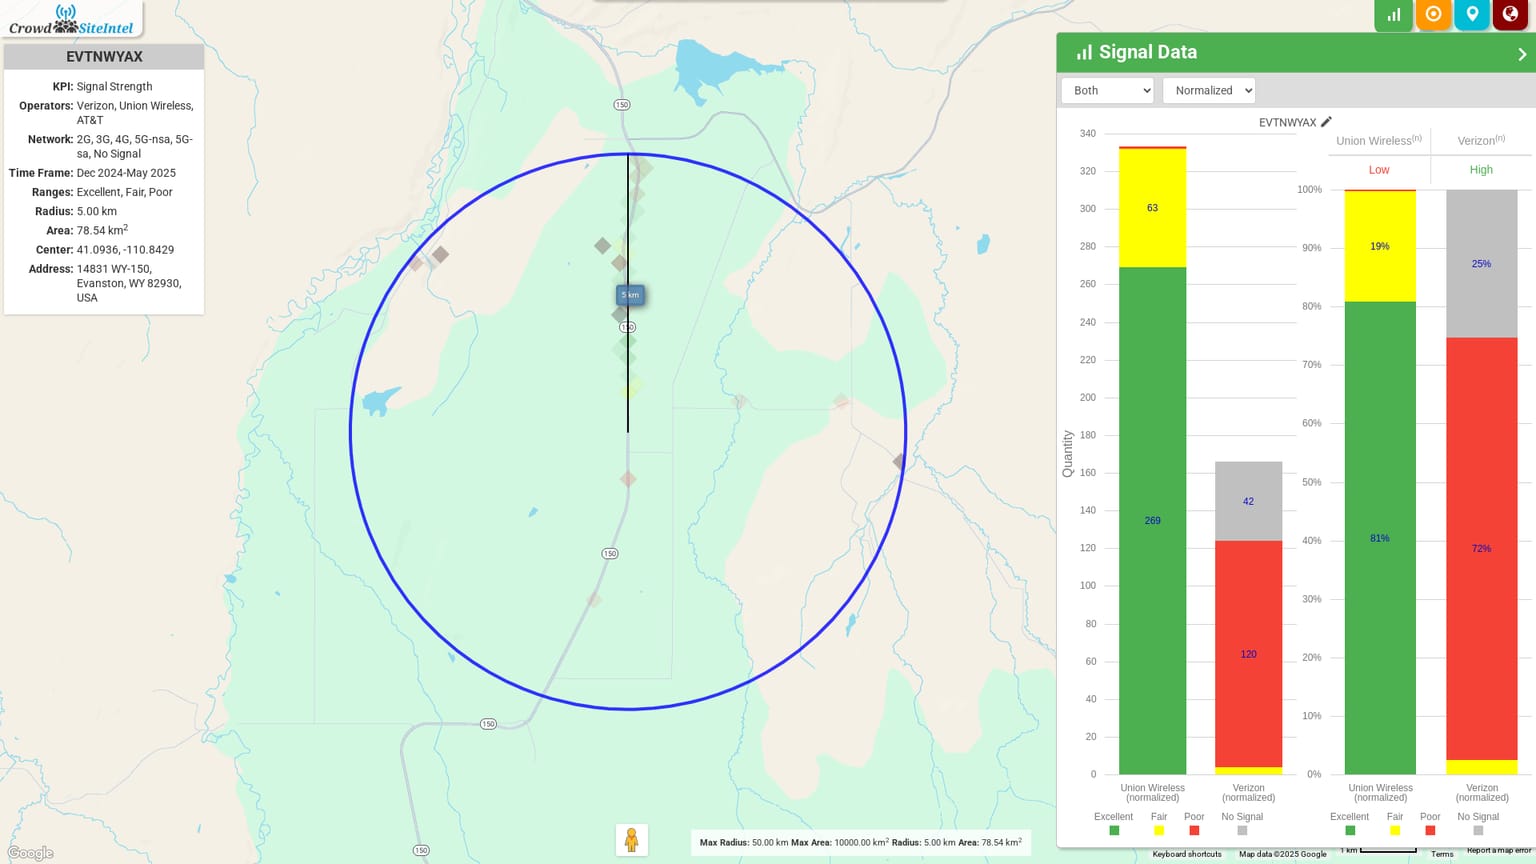 Crowd SiteIntel
EVTNWYAX
KPI: Signal Strength
Operators: Verizon, Union Wireless,
AT&T
Network: 2G, 3G, 4G, 5G-nsa, 5G-
sa, No Signal
Time Frame: Dec 2024-May 2025
Ranges: Excellent, Fair, Poor
Radius: 5.00 km
Area: 78.54 km²
Center: 41.0936, -110.8429
Address: 14831 WY-150,
Evanston, WY 82930,
USA
150
5 km
150
150
150
150
Google
Max Radius: 50.00 km Max Area: 10000.00 km² Radius: 5.00 km Area: 78.54 km²
Signal Data
Both
Normalized
EVTNWYAX
Quantity
340
320
300
280
260
240
220
200
180
160
140
120
100
80
60
40
20
0
63
269
42
120
Union Wireless
(normalized)
Verizon
(normalized)
Excellent Fair Poor No Signal
Union Wireless(n) Verizon(n)
Low High
100%
90%
80%
70%
60%
50%
40%
30%
20%
10%
0%
19%
81%
25%
72%
Union Wireless
(normalized)
Verizon
(normalized)
Excellent Fair Poor No Signal
1 km
Keyboard shortcuts Map data ©2025 Google Terms Report a map error